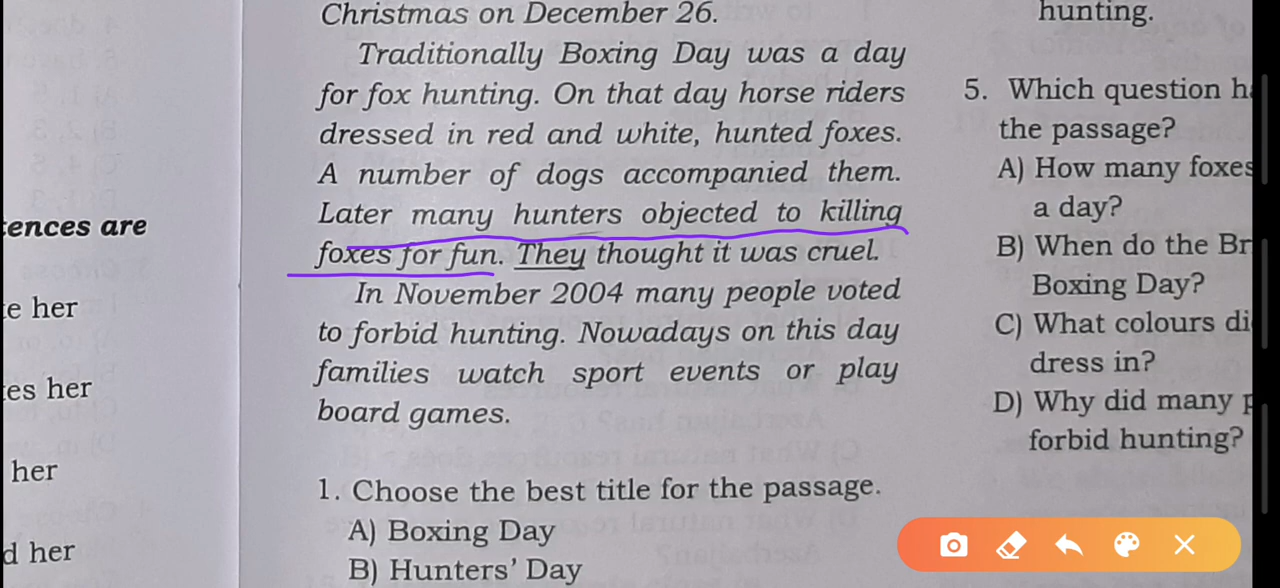 Christmas on December 26.
Traditionally Boxing Day was a day
for fox hunting. On that day horse riders
dressed in red and white, hunted foxes.
A number of dogs accompanied them.
Later many hunters objected to killing
foxes for fun. They thought it was cruel.
In November 2004 many people voted
to forbid hunting. Nowadays on this day
families watch sport events or play
board games.
1. Choose the best title for the passage.
A) Boxing Day
B) Hunters' Day
hunting.
5. Which question
the passage?
A) How many foxes
a day?
B) When do the
Boxing Day?
C) What colours
dress in?
D) Why did many
forbid hunting?
are
her
her
her
her